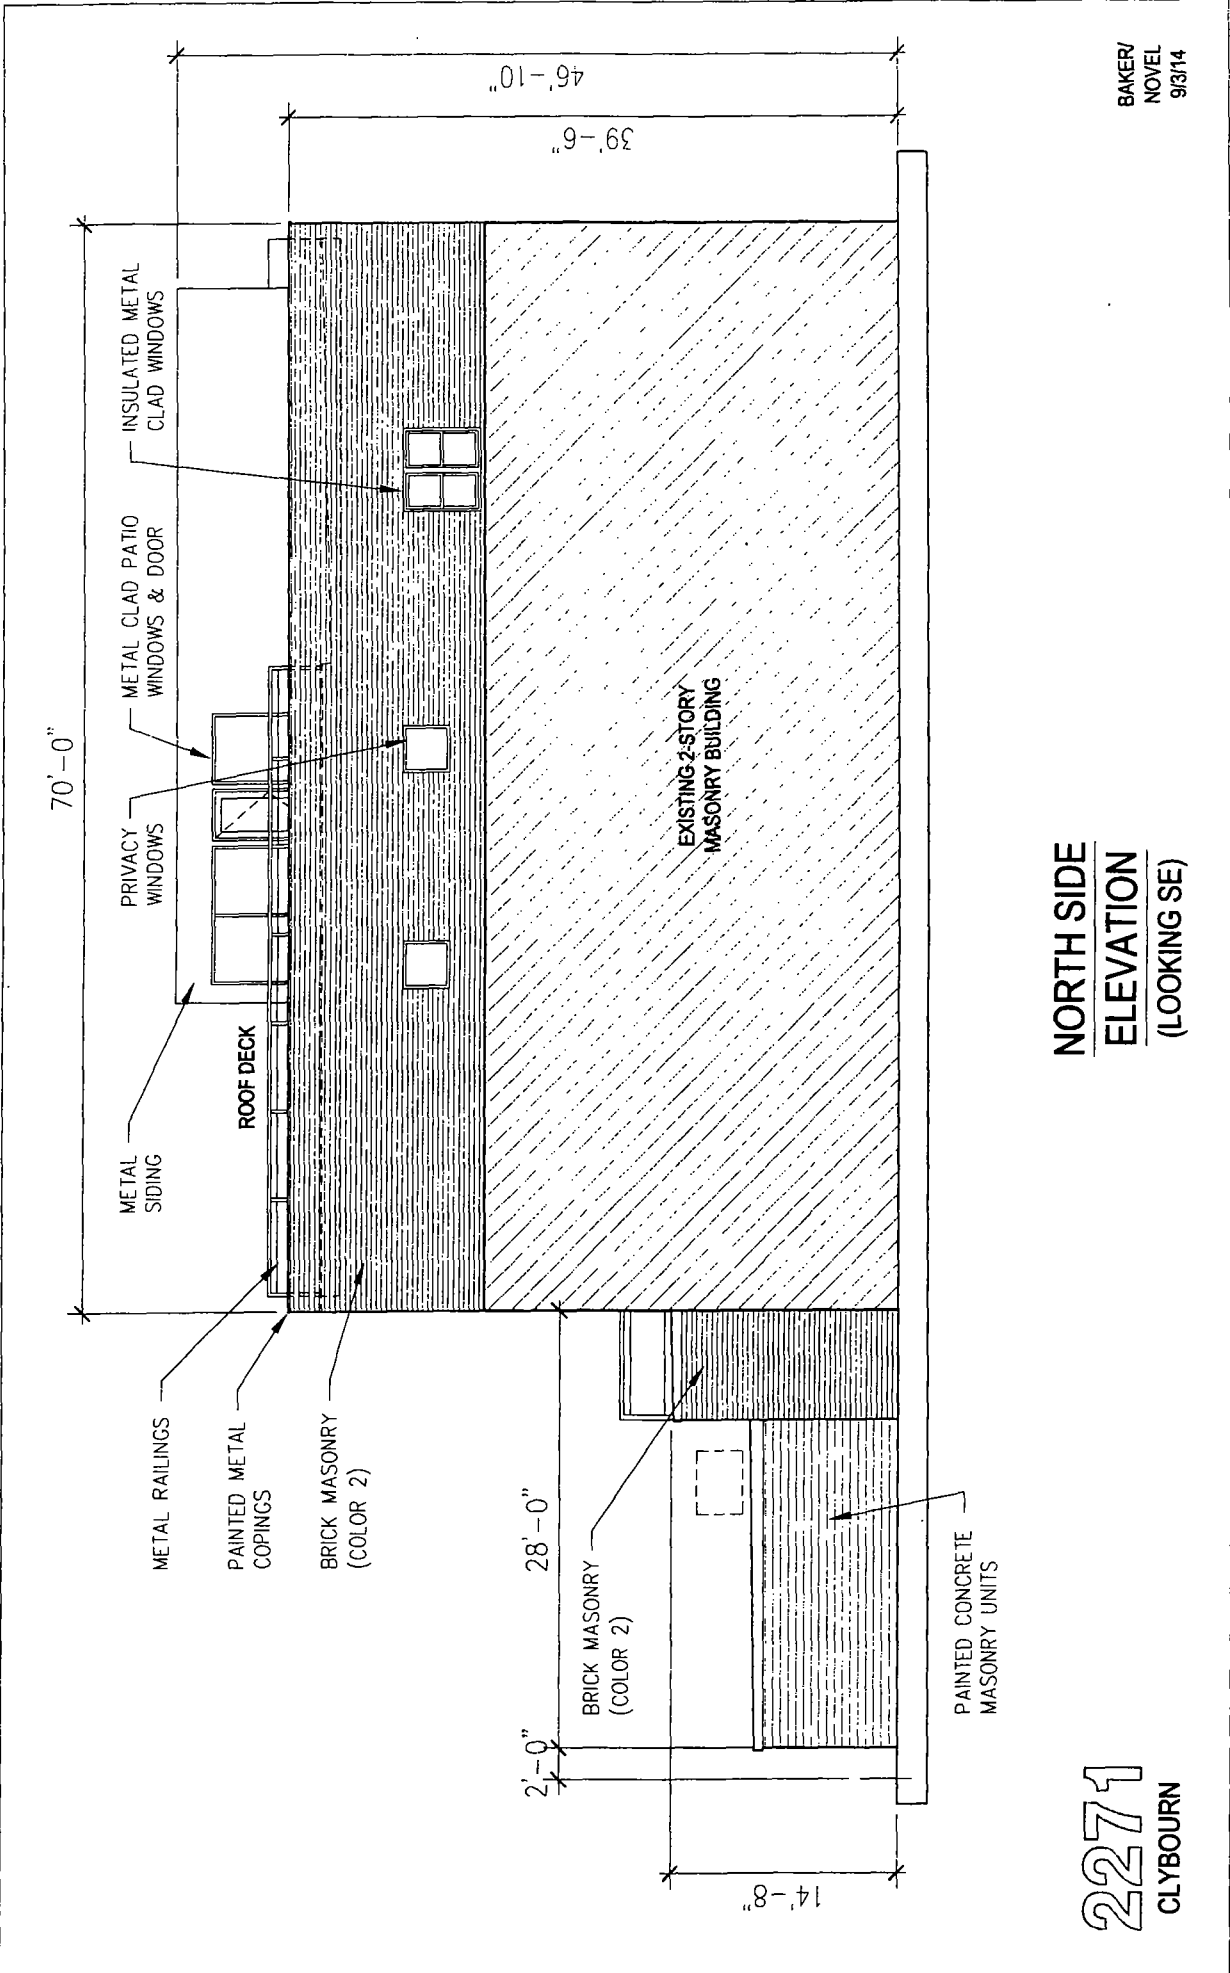 70'-0"
METAL
SIDING
PRIVACY
WINDOWS
METAL CLAD PATIO
WINDOWS & DOOR
INSULATED METAL
CLAD WINDOWS
46'-10"
39'-6"
METAL RAILINGS
PAINTED METAL
COPINGS
BRICK MASONRY
(COLOR 2)
ROOF DECK
2'-0"
28'-0"
BRICK MASONRY
(COLOR 2)
EXISTING 2-STORY
MASONRY BUILDING
14'-8"
PAINTED CONCRETE
MASONRY UNITS
2271
CLYBOURN
NORTH SIDE
ELEVATION
(LOOKING SE)
BAKER/
NOVEL
9/3/14